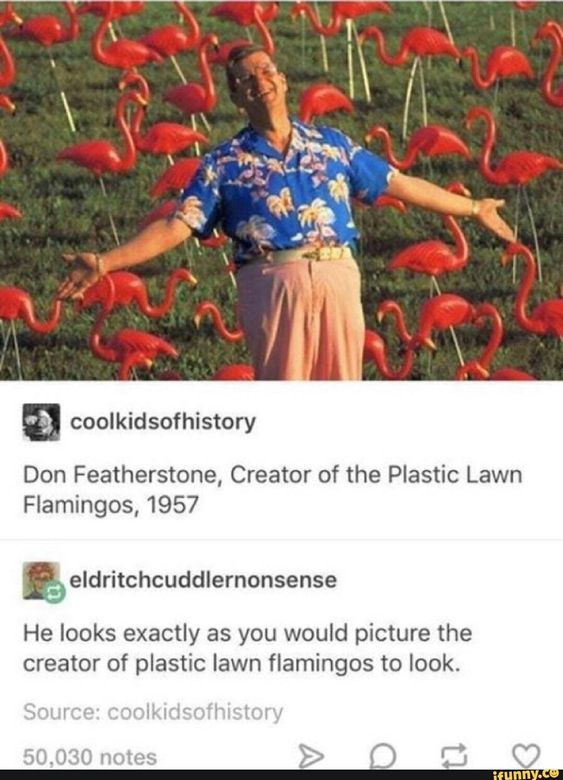 coolkidsofhistory
Don Featherstone, Creator of the Plastic Lawn
Flamingos, 1957
eldritchcuddlernonsense
He looks exactly as you would picture the
creator of plastic lawn flamingos to look.
Source: coolkidsofhistory
50,030 notes
ifunny.co